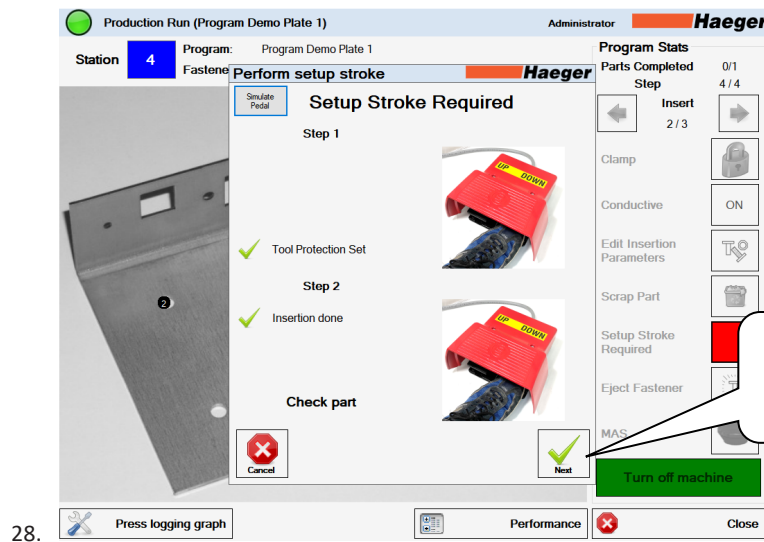 Production Run (Program Demo Plate 1)
Administrator
Haeger
Station
4
Program:
Program Demo Plate 1
Perform setup stroke
Haeger
Simulate
Pedal
Setup Stroke Required
Step 1
UP DOWN
Tool Protection Set
Step 2
Insertion done
UP DOWN
Check part
Cancel
Next
2
Program Stats
Parts Completed
0/1
Step
4 / 4
Insert
2 / 3
Clamp
Conductive
ON
Edit Insertion
Parameters
Scrap Part
Setup Stroke
Required
Eject Fastener
MAS
Turn off machine
28.
Press logging graph
Performance
Close